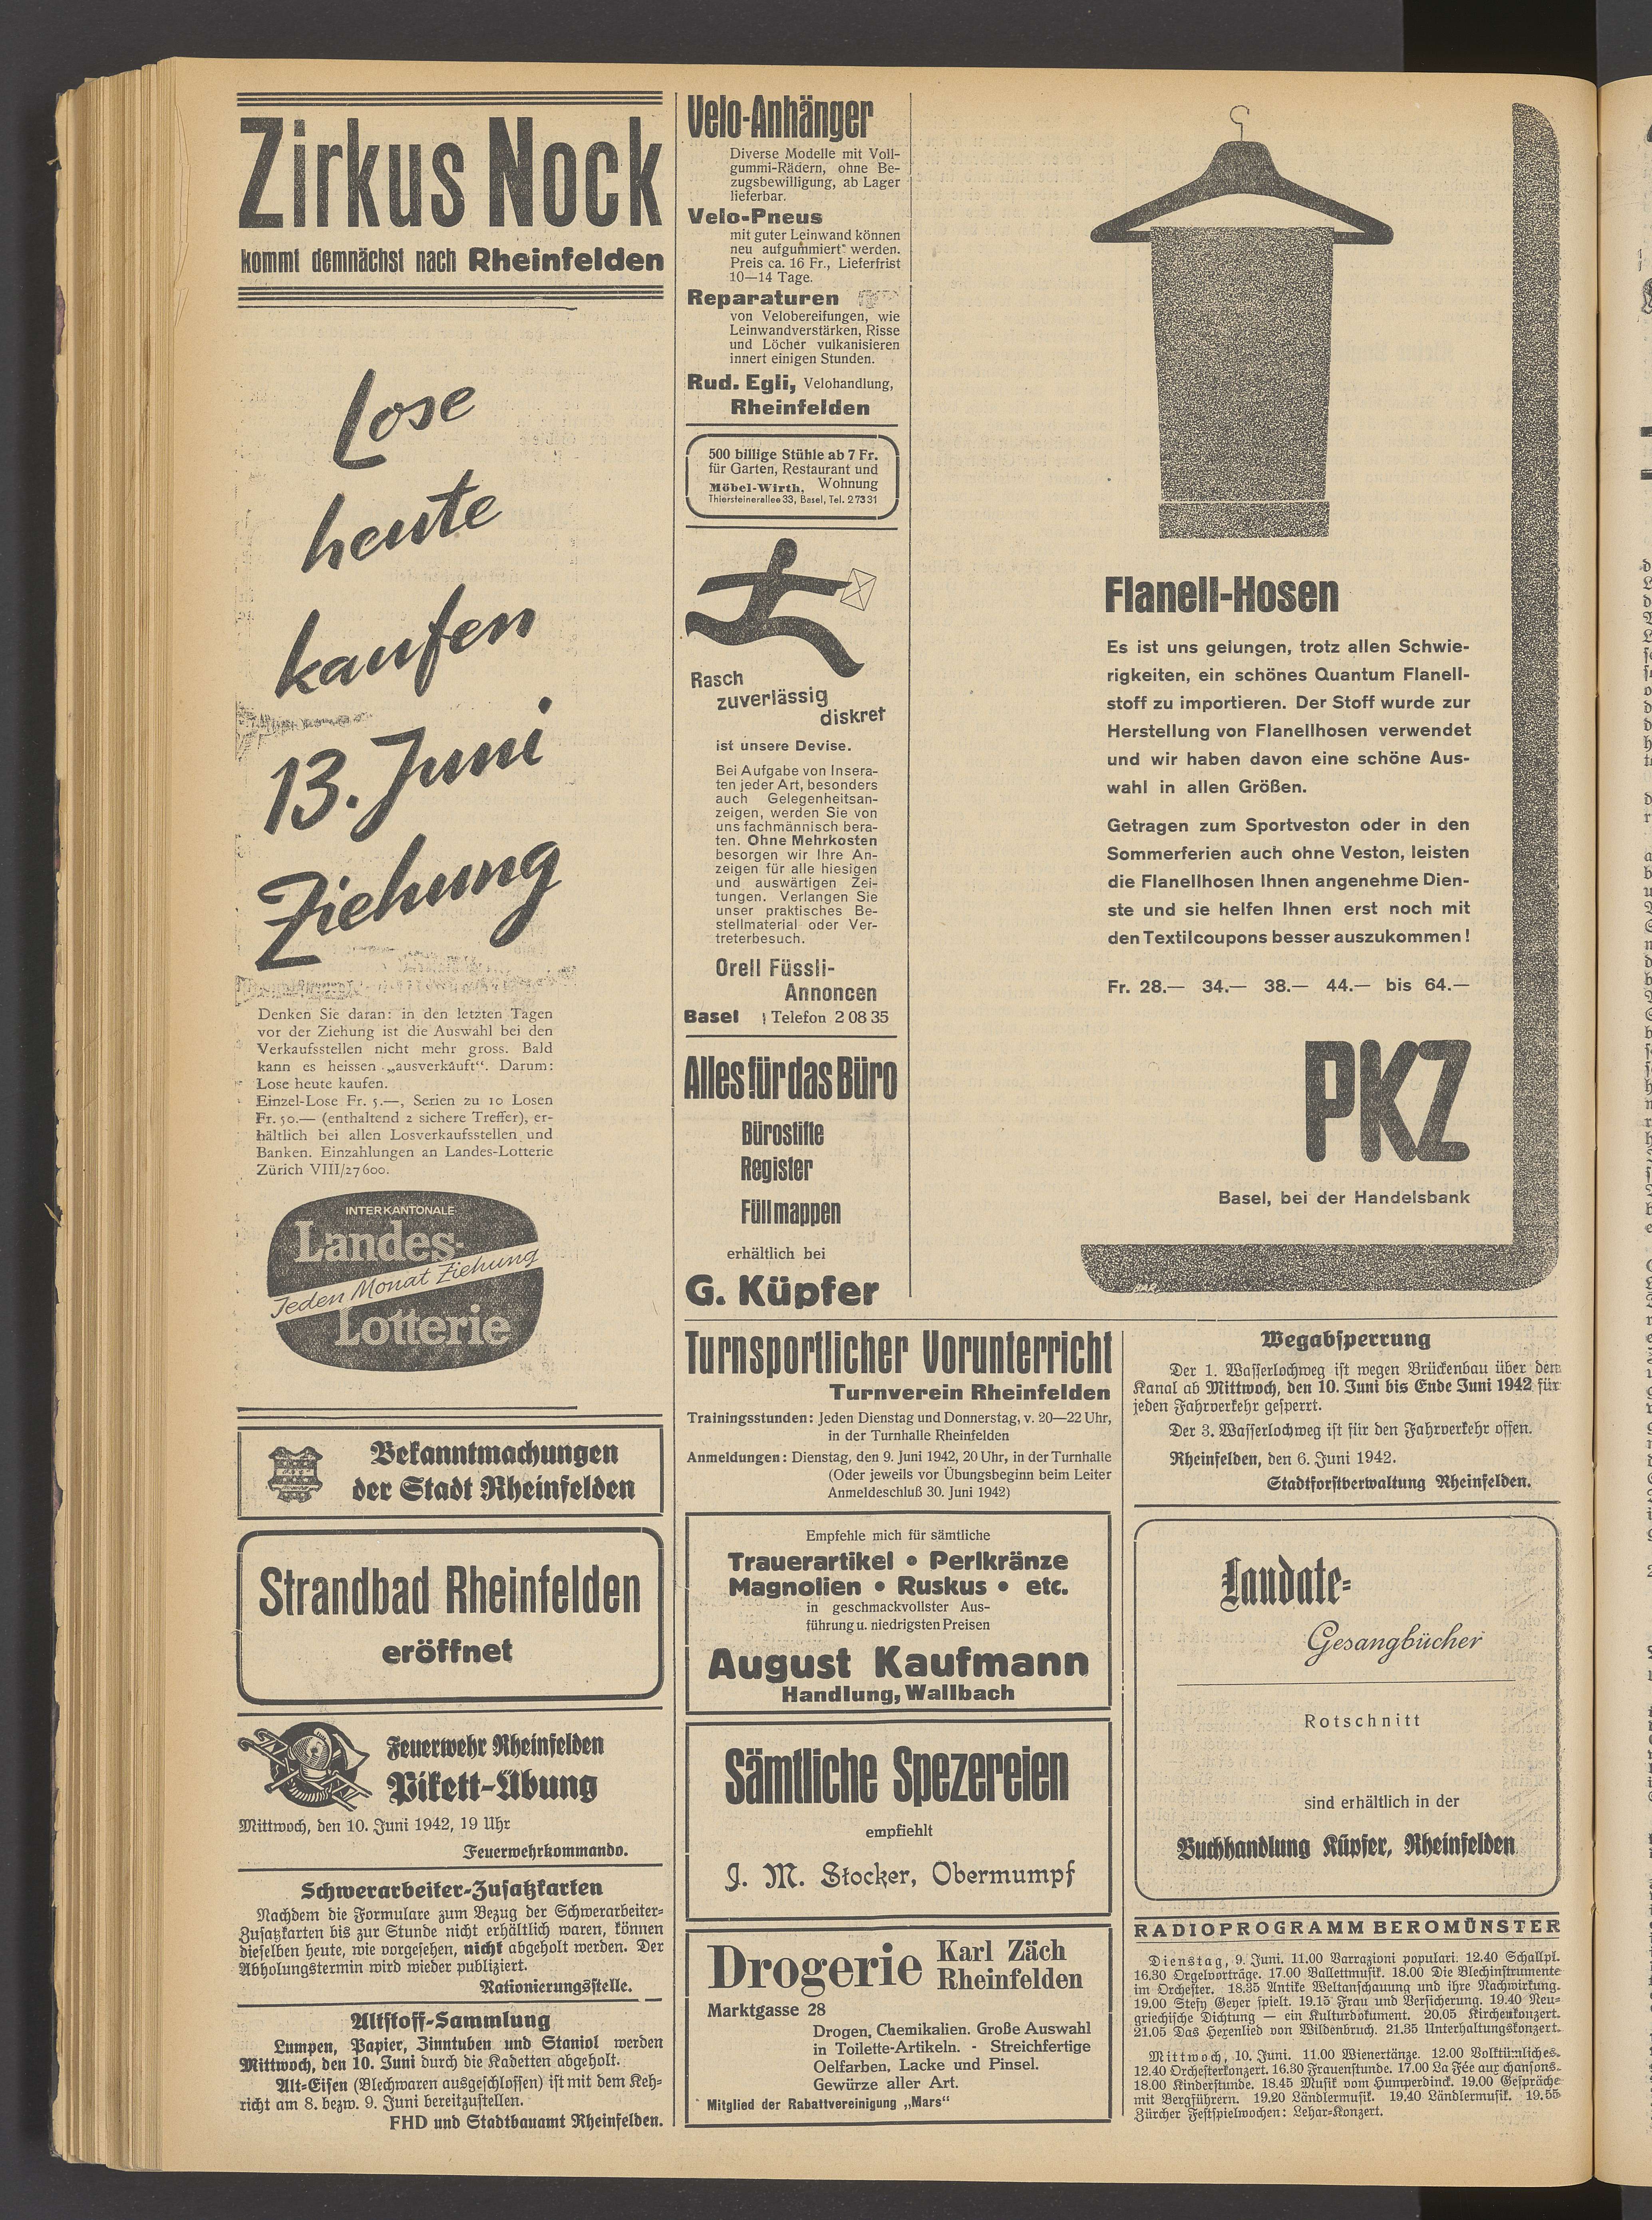 Zirkus Nock
kommt demnächst nach Rheinfelden
Lose
heute
kaufen
13. Juni
Ziehung
Denken Sie daran: in den letzten Tagen
vor der Ziehung ist die Auswahl bei den
Verkaufsstellen nicht mehr gross. Bald
kann es heissen „ausverkauft“. Darum:
Lose heute kaufen.
Einzel-Lose Fr. 5.—, Serien zu 10 Losen
Fr. 50.— (enthaltend 2 sichere Treffer), er-
hältlich bei allen Losverkaufsstellen und
Banken. Einzahlungen an Landes-Lotterie
Zürich VIII/27600.
INTERKANTONALE
Landes-
Jeden Monat Ziehung
Lotterie
Bekanntmachungen
der Stadt Rheinfelden
Strandbad Rheinfelden
eröffnet
Feuerwehr Rheinfelden
Pikett-Übung
Mittwoch, den 10. Juni 1942, 19 Uhr
Feuerwehrkommando.
Schwerarbeiter-Zusatzkarten
Nachdem die Formulare zum Bezug der Schwerarbeiter-
Zusatzkarten bis zur Stunde nicht erhältlich waren, können
dieselben heute, wie vorgesehen, nicht abgeholt werden. Der
Abholungstermin wird wieder publiziert.
Rationierungsstelle.
Altstoff-Sammlung
Lumpen, Papier, Zinntuben und Staniol werden
Mittwoch, den 10. Juni durch die Kadetten abgeholt.
Alt-Eisen (Blechwaren ausgeschlossen) ist mit dem Keh-
richt am 8. bezw. 9. Juni bereitzustellen.
FHD und Stadtbauamt Rheinfelden.
Velo-Anhänger
Diverse Modelle mit Voll-
gummi-Rädern, ohne Be-
zugsbewilligung, ab Lager
lieferbar.
Velo-Pneus
mit guter Leinwand können
neu aufgummiert werden.
Preis ca. 16 Fr., Lieferfrist
10—14 Tage.
Reparaturen
von Velobereifungen, wie
Leinwandverstärken, Risse
und Löcher vulkanisieren
innert einigen Stunden.
Rud. Egli, Velohandlung,
Rheinfelden
500 billige Stühle ab 7 Fr.
für Garten, Restaurant und
Möbel-Wirth, Wohnung
Thiersteinerallee 33, Basel, Tel. 2 73 31
Rasch
zuverlässig
diskret
ist unsere Devise.
Bei Aufgabe von Insera-
ten jeder Art, besonders
auch Gelegenheitsan-
zeigen, werden Sie von
uns fachmännisch bera-
ten. Ohne Mehrkosten
besorgen wir Ihre An-
zeigen für alle hiesigen
und auswärtigen Zei-
tungen. Verlangen Sie
unser praktisches Be-
stellmaterial oder Ver-
treterbesuch.
Orell Füssli-
Annoncen
Basel Telefon 2 08 35
Alles für das Büro
Bürostifte
Register
Füllmappen
erhältlich bei
G. Küpfer
Flanell-Hosen
Es ist uns gelungen, trotz allen Schwie-
rigkeiten, ein schönes Quantum Flanell-
stoff zu importieren. Der Stoff wurde zur
Herstellung von Flanellhosen verwendet
und wir haben davon eine schöne Aus-
wahl in allen Größen.
Getragen zum Sportveston oder in den
Sommerferien auch ohne Veston, leisten
die Flanellhosen Ihnen angenehme Dien-
ste und sie helfen Ihnen erst noch mit
den Textilcoupons besser auszukommen!
Fr. 28.— 34.— 38.— 44.— bis 64.—
PKZ
Basel, bei der Handelsbank
Turnsportlicher Vorunterricht
Turnverein Rheinfelden
Trainingsstunden: Jeden Dienstag und Donnerstag, v. 20—22 Uhr,
in der Turnhalle Rheinfelden
Anmeldungen: Dienstag, den 9. Juni 1942, 20 Uhr, in der Turnhalle
(Oder jeweils vor Übungsbeginn beim Leiter
Anmeldeschluß 30. Juni 1942)
Empfehle mich für sämtliche
Trauerartikel • Perlkränze
Magnolien • Ruskus • etc.
in geschmackvollster Aus-
führung u. niedrigsten Preisen
August Kaufmann
Handlung, Wallbach
Sämtliche Spezereien
empfiehlt
J. M. Stocker, Obermumpf
Drogerie Karl Zäch
Rheinfelden
Marktgasse 28
Drogen, Chemikalien. Große Auswahl
in Toilette-Artikeln. - Streichfertige
Oelfarben, Lacke und Pinsel.
Gewürze aller Art.
Mitglied der Rabattvereinigung „Mars“
Wegabsperrung
Der 1. Wasserlochweg ist wegen Brückenbau über dem
Kanal ab Mittwoch, den 10. Juni bis Ende Juni 1942 für
jeden Fahrverkehr gesperrt.
Der 3. Wasserlochweg ist für den Fahrverkehr offen.
Rheinfelden, den 6. Juni 1942.
Stadtforstverwaltung Rheinfelden.
Laudate-
Gesangbücher
Rotschnitt
sind erhältlich in der
Buchhandlung Küpfer, Rheinfelden
RADIOPROGRAMM BEROMÜNSTER
Dienstag, 9. Juni. 11.00 Varrazioni populari. 12.40 Schallpl.
16.30 Orgelvorträge. 17.00 Ballettmusik. 18.00 Die Blechinstrumente
im Orchester. 18.35 Antike Weltanschauung und ihre Nachwirkung.
19.00 Stefy Geyer spielt. 19.15 Frau und Versicherung. 19.40 Neu-
griechische Dichtung — ein Kulturdokument. 20.05 Kirchenkonzert.
21.05 Das Hexenlied von Wildenbruch. 21.35 Unterhaltungskonzert.
Mittwoch, 10. Juni. 11.00 Wienertänze. 12.00 Volktümliches.
12.40 Orchesterkonzert. 16.30 Frauenstunde. 17.00 La Fée aux chansons.
18.00 Kinderstunde. 18.45 Musik vom Humperdinck. 19.00 Gespräche
mit Bergführern. 19.20 Ländlermusik. 19.40 Ländlermusik. 19.55
Zürcher Festspielwochen: Lehar-Konzert.